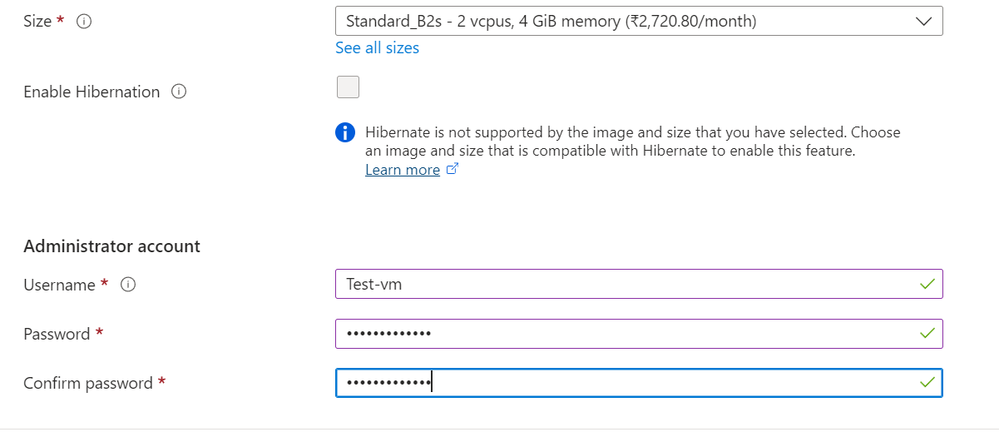 Size *
Standard_B2s - 2 vcpus, 4 GiB memory (₹2,720.80/month)
See all sizes
Enable Hibernation
Hibernate is not supported by the image and size that you have selected. Choose
an image and size that is compatible with Hibernate to enable this feature.
Learn more
Administrator account
Username *
Test-vm
Password *
•••••••••••••
Confirm password *
•••••••••••••